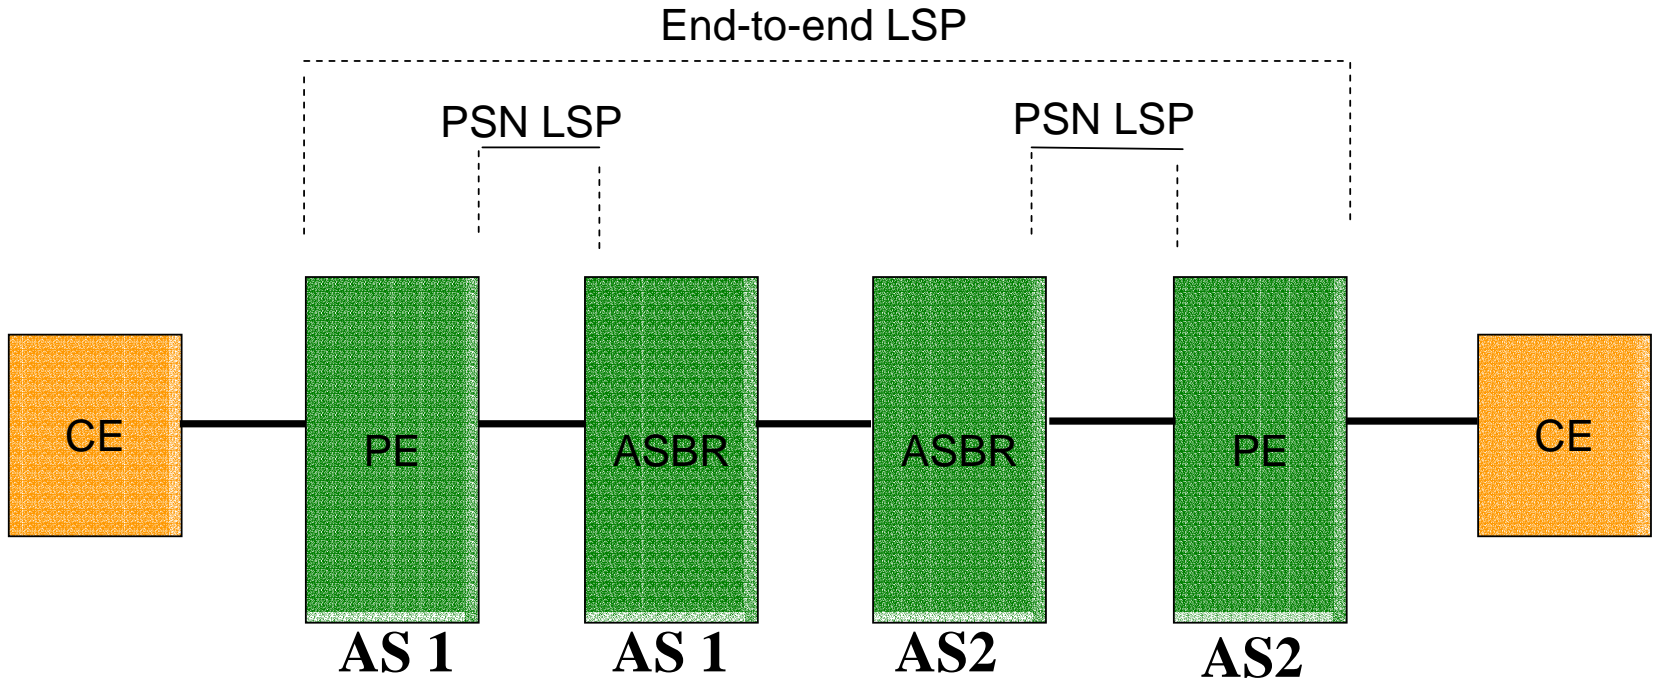 End-to-end LSP
PSN LSP
PSN LSP
CE
PE
ASBR
ASBR
PE
CE
AS 1
AS 1
AS2
AS2